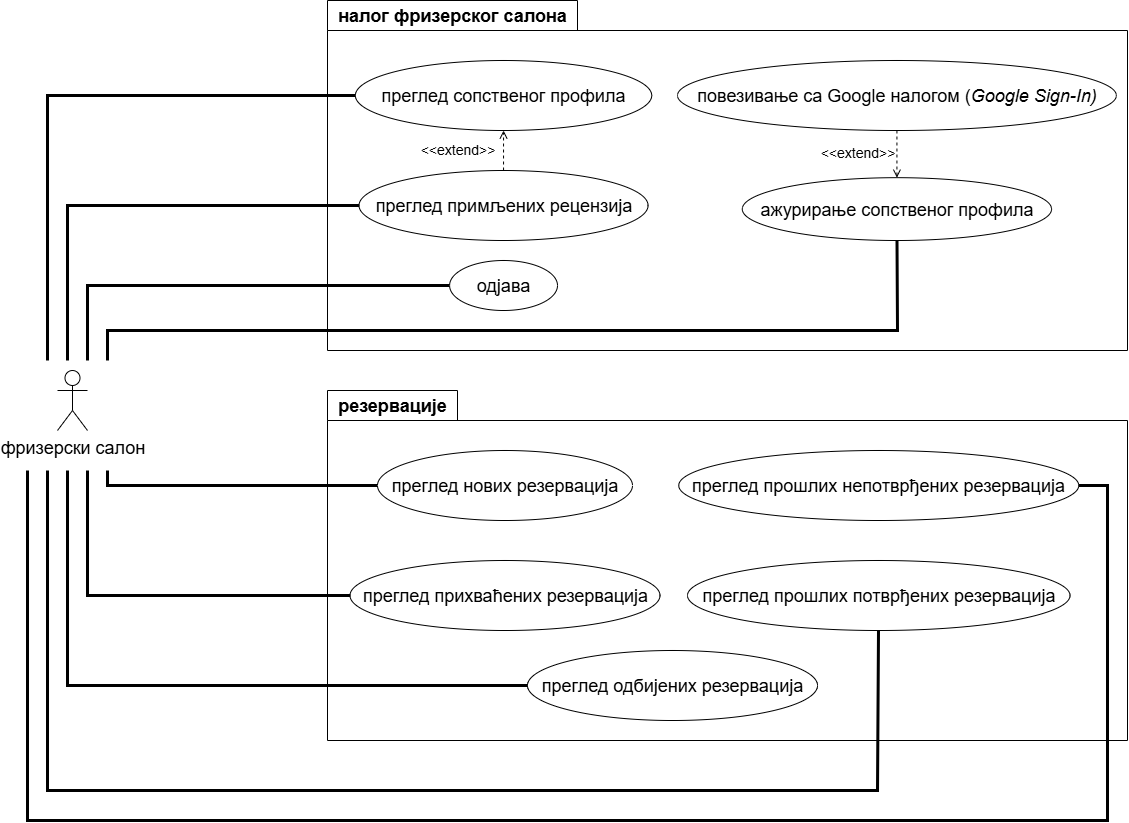 налог фризерског салона
преглед сопственог профила
повезивање са Google налогом (Google Sign-In)
<<extend>>
<<extend>>
преглед примљених рецензија
ажурирање сопственог профила
одјава
фризерски салон
резервације
преглед нових резервација
преглед прошлих непотврђених резервација
преглед прихваћених резервација
преглед прошлих потврђених резервација
преглед одбијених резервација